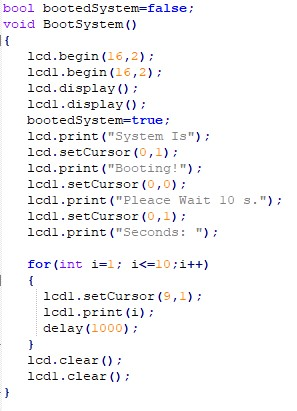 bool bootedSystem=false;
void BootSystem()
{
lcd.begin(16,2);
lcd1.begin(16,2);
lcd.display();
lcd1.display();
bootedSystem=true;
lcd.print("System Is");
lcd.setCursor(0,1);
lcd.print("Booting!");
lcd1.setCursor(0,0);
lcd1.print("Pleace Wait 10 s.");
lcd1.setCursor(0,1);
lcd1.print("Seconds: ");
for(int i=1; i<=10;i++)
{
lcd1.setCursor(9,1);
lcd1.print(i);
delay(1000);
}
lcd.clear();
lcd1.clear();
}